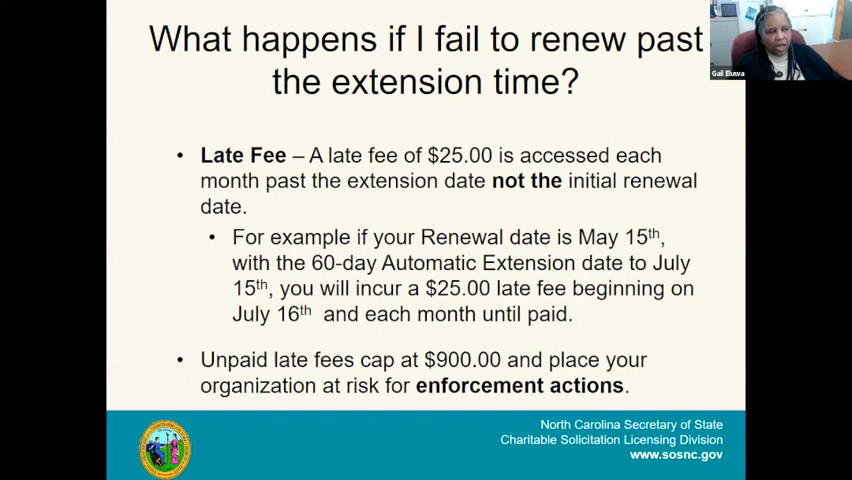 What happens if I fail to renew past
the extension time?
Gail Eluwa
• Late Fee – A late fee of $25.00 is accessed each
month past the extension date not the initial renewal
date.
• For example if your Renewal date is May 15th,
with the 60-day Automatic Extension date to July
15th, you will incur a $25.00 late fee beginning on
July 16th and each month until paid.
• Unpaid late fees cap at $900.00 and place your
organization at risk for enforcement actions.
North Carolina Secretary of State
Charitable Solicitation Licensing Division
www.sosnc.gov